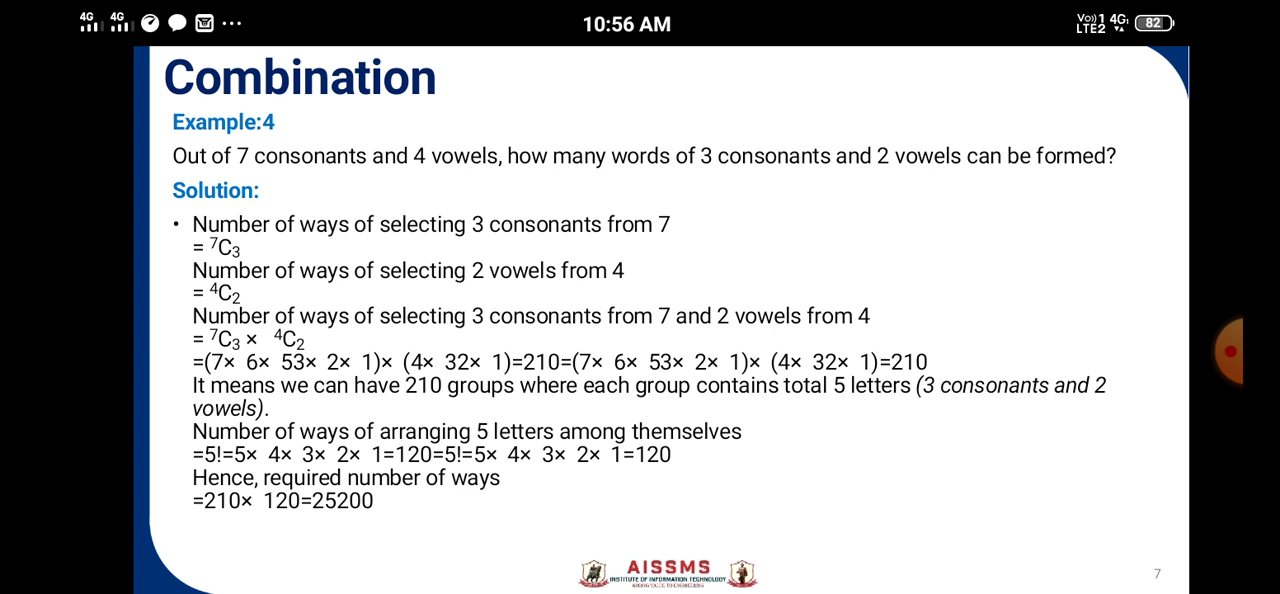 4G 4G ... 10:56 AM Vo)) 1 4G LTE2 82
Combination
Example:4
Out of 7 consonants and 4 vowels, how many words of 3 consonants and 2 vowels can be formed?
Solution:
• Number of ways of selecting 3 consonants from 7
= ⁷C₃
Number of ways of selecting 2 vowels from 4
= ⁴C₂
Number of ways of selecting 3 consonants from 7 and 2 vowels from 4
= ⁷C₃ × ⁴C₂
=(7× 6× 53× 2× 1)× (4× 32× 1)=210=(7× 6× 53× 2× 1)× (4× 32× 1)=210
It means we can have 210 groups where each group contains total 5 letters (3 consonants and 2
vowels).
Number of ways of arranging 5 letters among themselves
=5!=5× 4× 3× 2× 1=120=5!=5× 4× 3× 2× 1=120
Hence, required number of ways
=210× 120=25200
AISSMS
INSTITUTE OF INFORMATION TECHNOLOGY
7